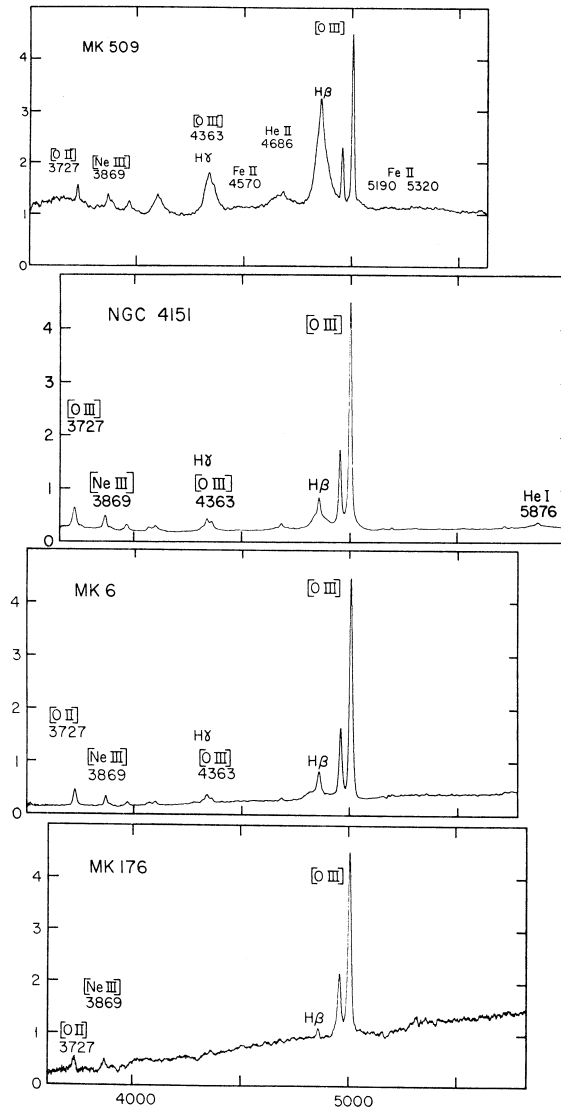 [O III]
MK 509
4
3
2
1
0
Hβ
[O III]
4363
Hγ
He II
4686
[O II]
3727
[Ne III]
3869
Fe II
4570
Fe II
5190 5320
NGC 4151
[O III]
4
3
2
1
0
[O III]
3727
[Ne III]
3869
Hγ
[O III]
4363
Hβ
He I
5876
MK 6
[O III]
4
3
2
1
0
[O II]
3727
[Ne III]
3869
Hγ
[O III]
4363
Hβ
MK 176
[O III]
4
3
2
1
0
[Ne III]
3869
[O II]
3727
Hβ
4000 5000